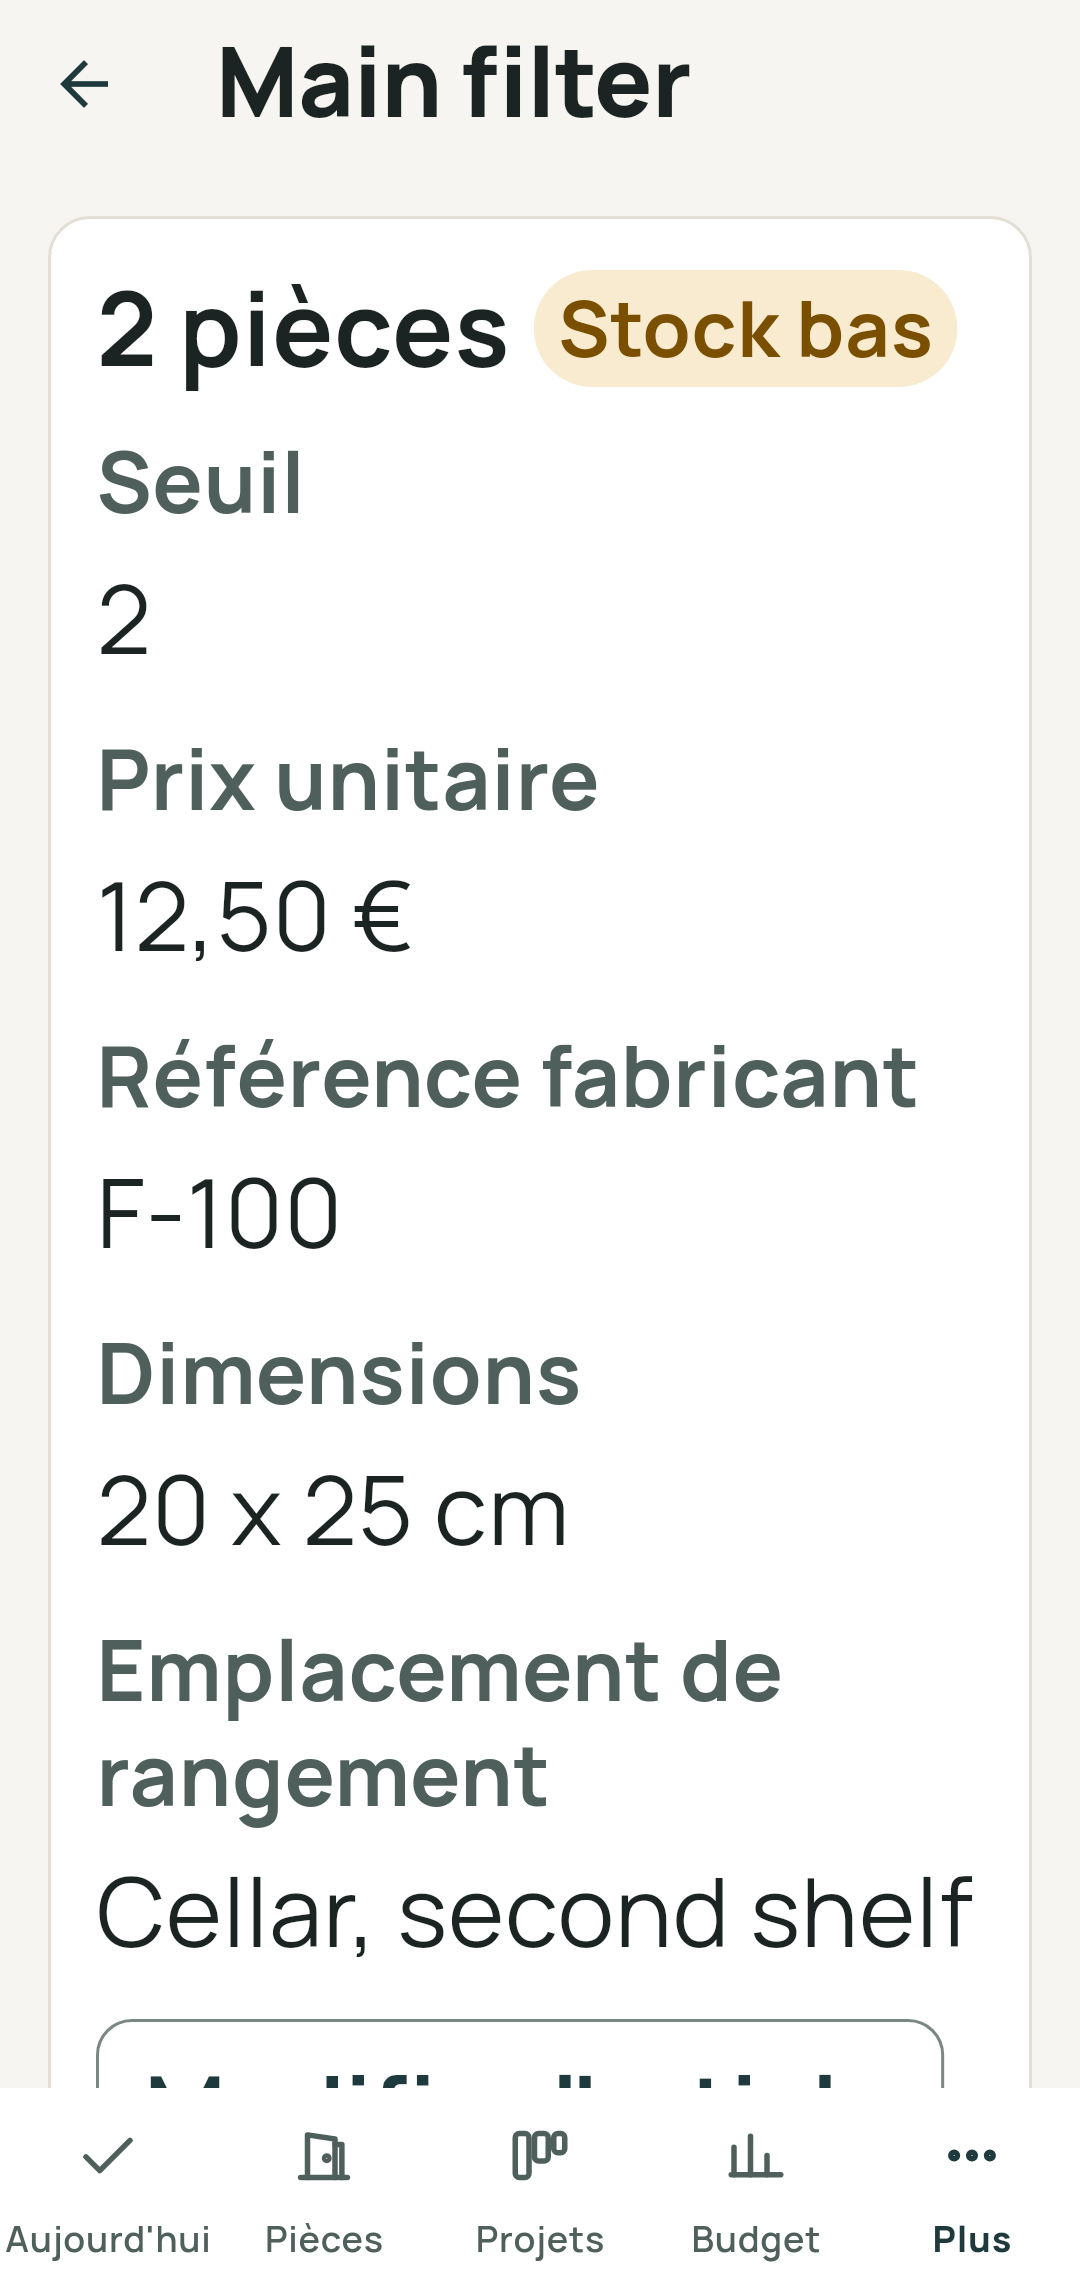 Main filter
2 pièces
Stock bas
Seuil
2
Prix unitaire
12,50 €
Référence fabricant
F-100
Dimensions
20 x 25 cm
Emplacement de
rangement
Cellar, second shelf
Aujourd'hui
Pièces
Projets
Budget
Plus